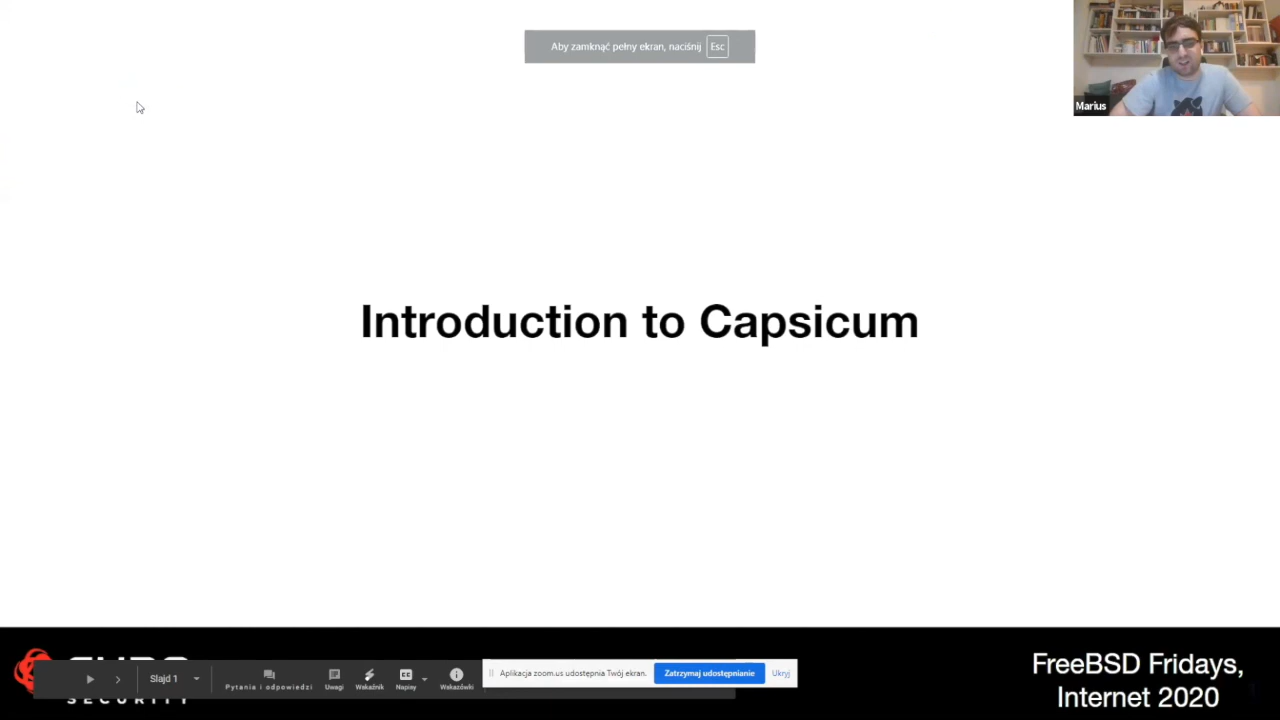 Aby zamknąć pełny ekran, naciśnij Esc
Marius
Introduction to Capsicum
Slajd 1
Pytania i odpowiedzi
Uwagi
Wskaźnik
Napisy
Wskazówki
Aplikacja zoom.us udostępnia Twój ekran.
Zatrzymaj udostępnianie
Ukryj
SECURITY
FreeBSD Fridays,
Internet 2020